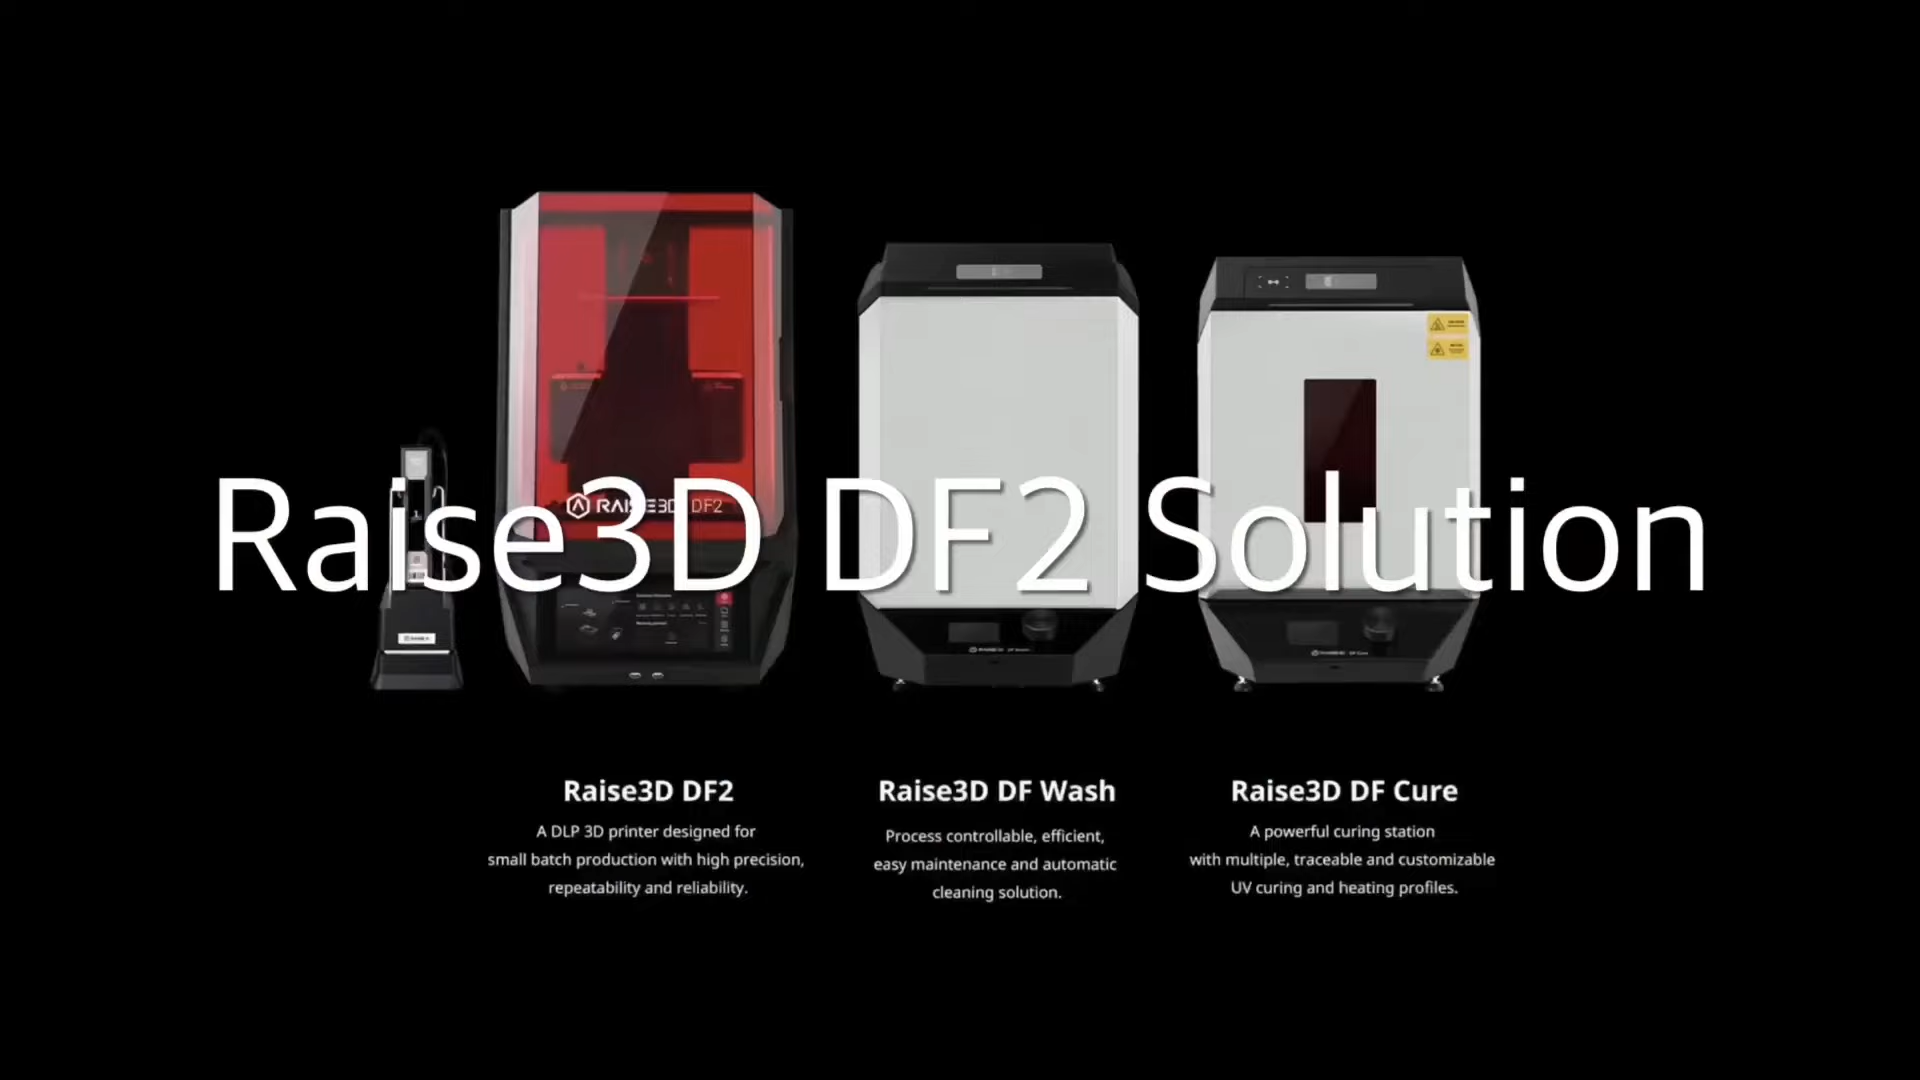 RAISE3D DF2
Raise3D DF2 Solution
Raise3D DF2
A DLP 3D printer designed for
small batch production with high precision,
repeatability and reliability.
Raise3D DF Wash
Process controllable, efficient,
easy maintenance and automatic
cleaning solution.
Raise3D DF Cure
A powerful curing station
with multiple, traceable and customizable
UV curing and heating profiles.